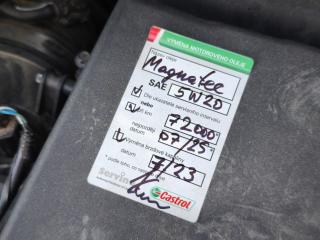 VÝMĚNA MOTOROVÉHO OLEJE
Magnatec
SAE 5W20
Dle ukazatele servisního intervalu
nebo
km 72000
nejpozději
datum 07/25
Výměna brzdové kapaliny
datum 7/23
servin
Castrol